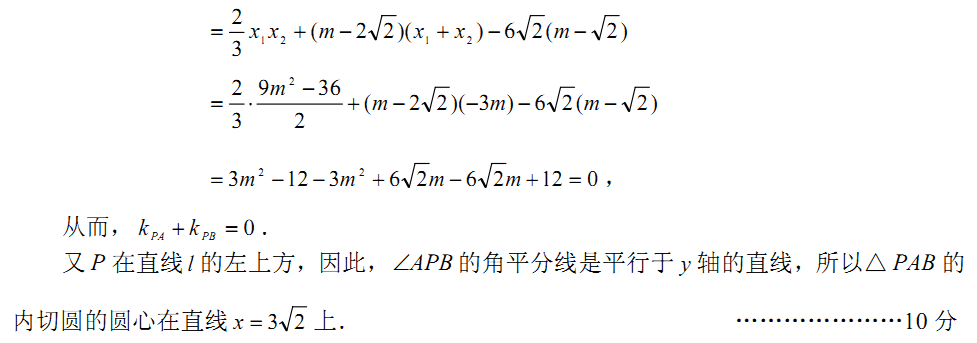 $= \frac{2}{3}x_1x_2 + (m - 2\sqrt{2})(x_1 + x_2) - 6\sqrt{2}(m - \sqrt{2})$
$= \frac{2}{3} \cdot \frac{9m^2 - 36}{2} + (m - 2\sqrt{2})(-3m) - 6\sqrt{2}(m - \sqrt{2})$
$= 3m^2 - 12 - 3m^2 + 6\sqrt{2}m - 6\sqrt{2}m + 12 = 0$，
从而，$k_{PA} + k_{PB} = 0$．
又 P 在直线 l 的左上方，因此，∠APB 的角平分线是平行于 y 轴的直线，所以△ PAB 的
内切圆的圆心在直线 $x = 3\sqrt{2}$ 上． …………………10 分